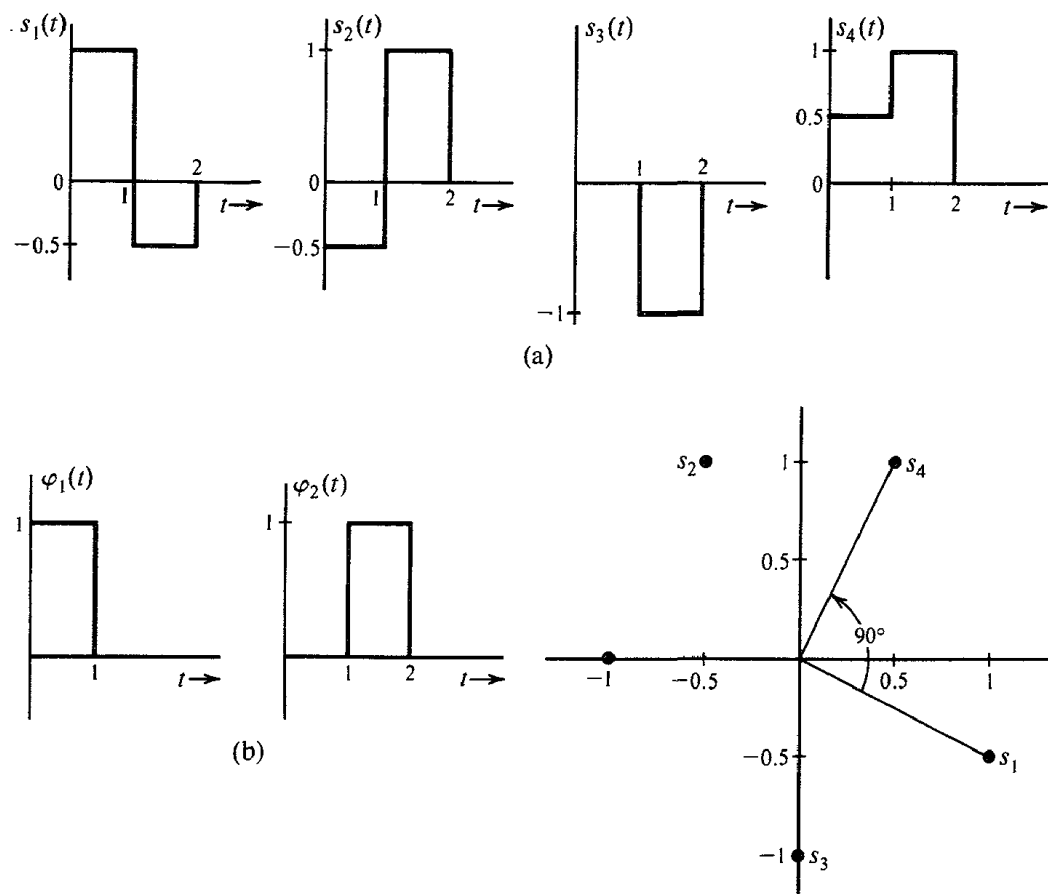 s₁(t)
0
1
2
t→
−0.5
s₂(t)
1
0
1
2
t→
−0.5
s₃(t)
1
2
t→
−1
s₄(t)
1
0.5
0
1
2
t→
(a)
φ₁(t)
1
1
t→
φ₂(t)
1
1
2
t→
(b)
s₂
1
s₄
0.5
90°
−1
−0.5
0.5
1
−0.5
s₁
−1
s₃